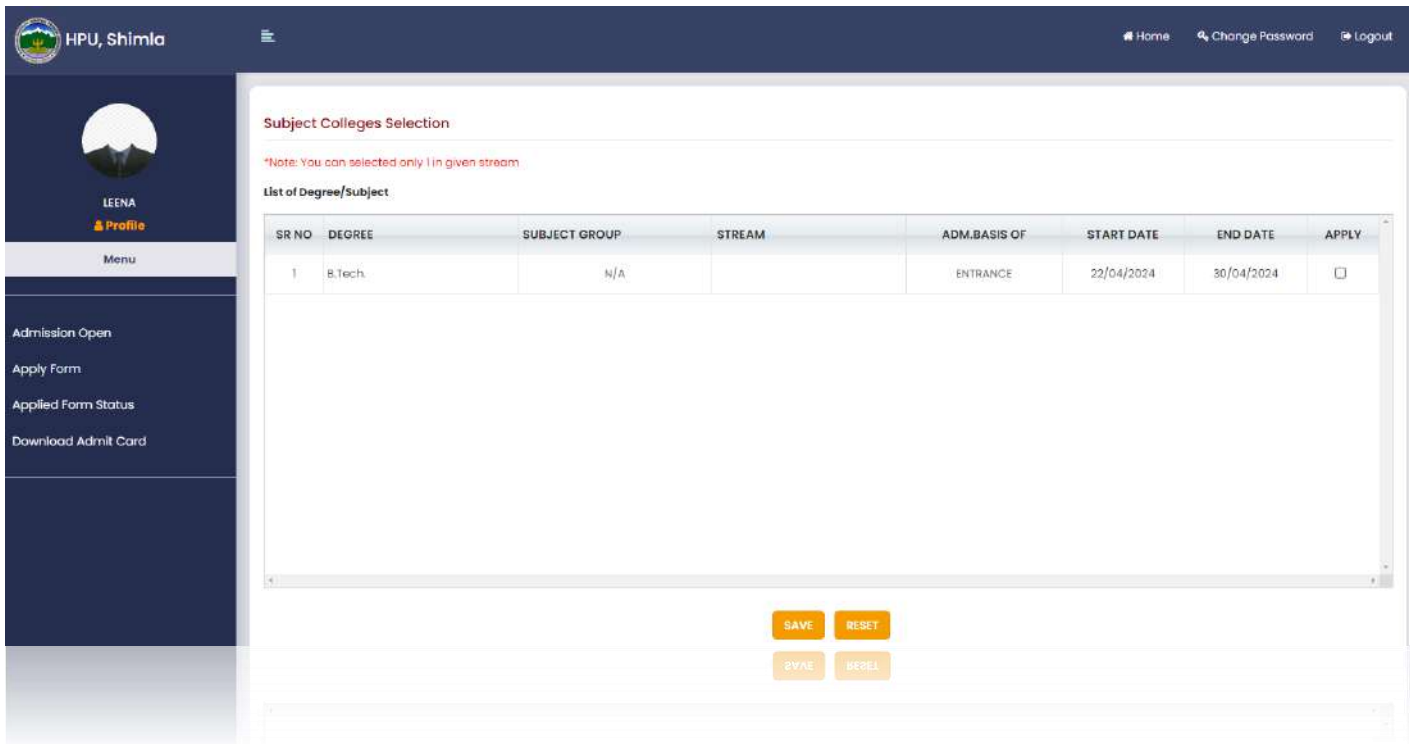 HPU, Shimla
Home
Change Password
Logout
LEENA
Profile
Menu
Admission Open
Apply Form
Applied Form Status
Download Admit Card
Subject Colleges Selection
*Note: You can selected only 1 in given stream
List of Degree/Subject
SR NO DEGREE SUBJECT GROUP STREAM ADM.BASIS OF START DATE END DATE APPLY
1 B.Tech. N/A ENTRANCE 22/04/2024 30/04/2024
SAVE RESET